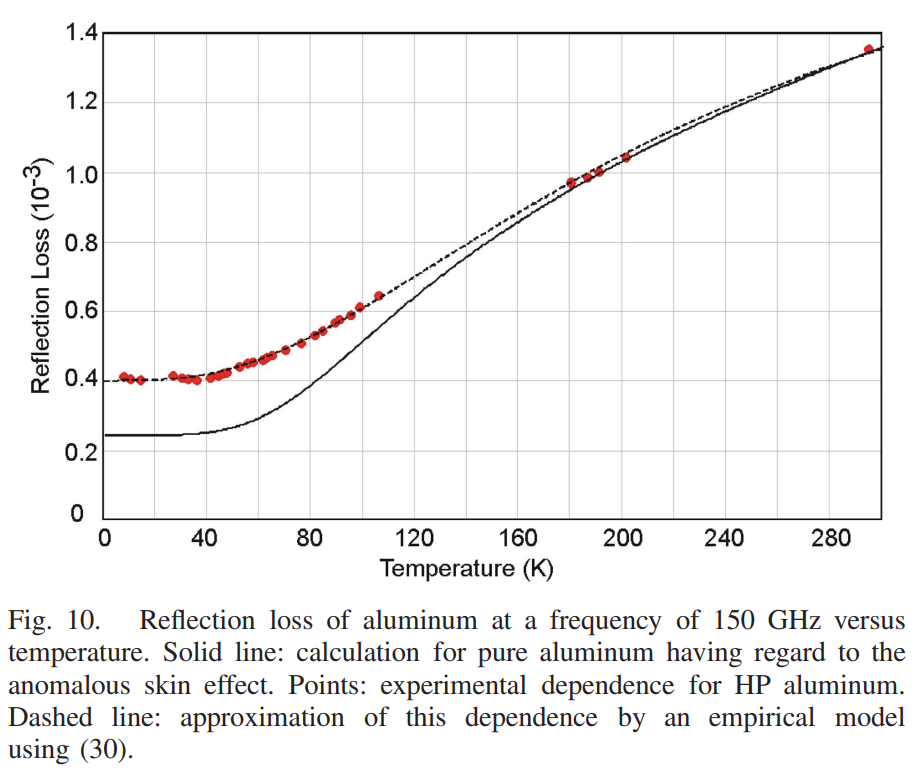 1.4
1.2
1.0
0.8
0.6
0.4
0.2
0
Reflection Loss (10-3)
0 40 80 120 160 200 240 280
Temperature (K)
Fig. 10. Reflection loss of aluminum at a frequency of 150 GHz versus
temperature. Solid line: calculation for pure aluminum having regard to the
anomalous skin effect. Points: experimental dependence for HP aluminum.
Dashed line: approximation of this dependence by an empirical model
using (30).